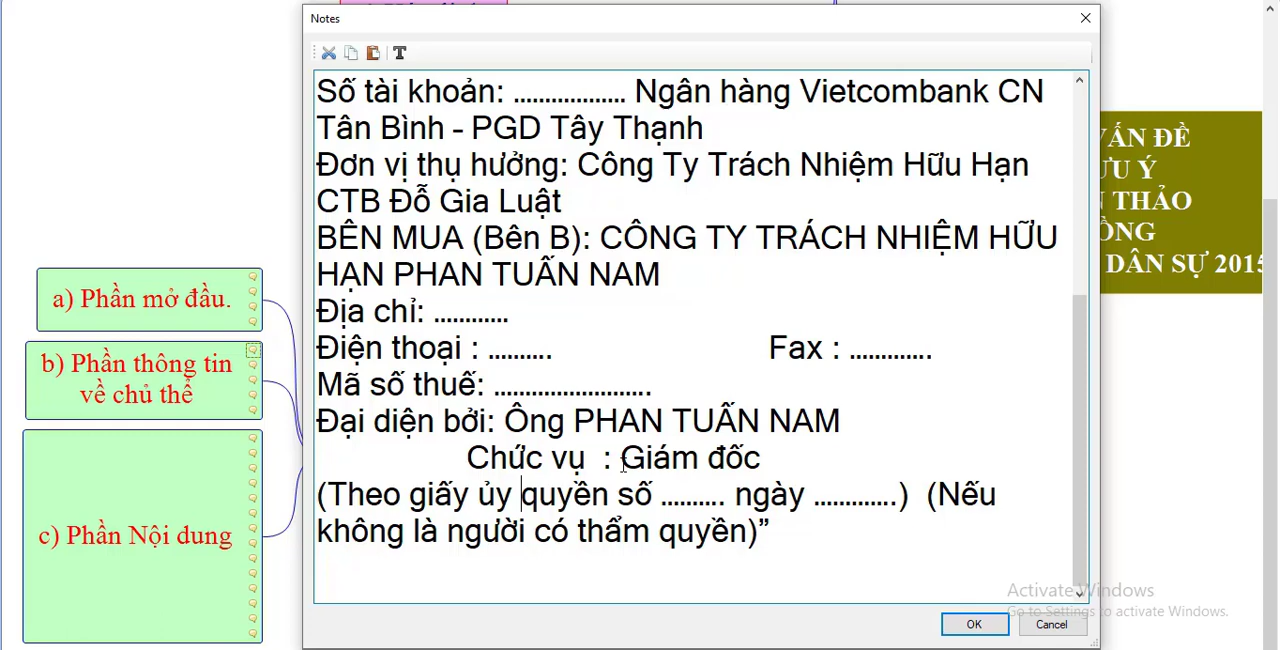 Notes
Số tài khoản: .................. Ngân hàng Vietcombank CN
Tân Bình - PGD Tây Thạnh
Đơn vị thụ hưởng: Công Ty Trách Nhiệm Hữu Hạn
CTB Đỗ Gia Luật
BÊN MUA (Bên B): CÔNG TY TRÁCH NHIỆM HỮU
HẠN PHAN TUẤN NAM
Địa chỉ: ............
Điện thoại : .......... Fax : .............
Mã số thuế: .........................
Đại diện bởi: Ông PHAN TUẤN NAM
Chức vụ : Giám đốc
(Theo giấy ủy quyền số .......... ngày .............) (Nếu
không là người có thẩm quyền)”
OK Cancel
a) Phần mở đầu.
b) Phần thông tin
về chủ thể
c) Phần Nội dung
VẤN ĐỀ
ƯU Ý
THẢO
ỒNG
DÂN SỰ 2015
Activate Windows
Go to Settings to activate Windows.